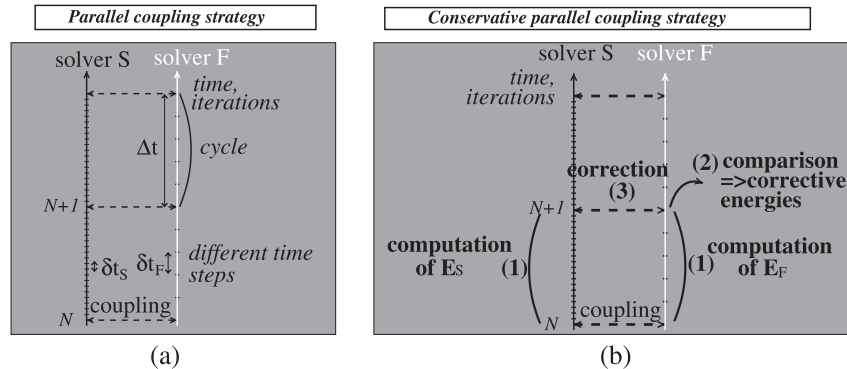 Parallel coupling strategy
solver S
solver F
time,
iterations
Δt
cycle
N+1
δtS
δtF
different time
steps
coupling
N
(a)
Conservative parallel coupling strategy
solver S
solver F
time,
iterations
correction
(3)
(2) comparison
=>corrective
energies
N+1
computation
of ES
(1)
(1)
computation
of EF
coupling
N
(b)